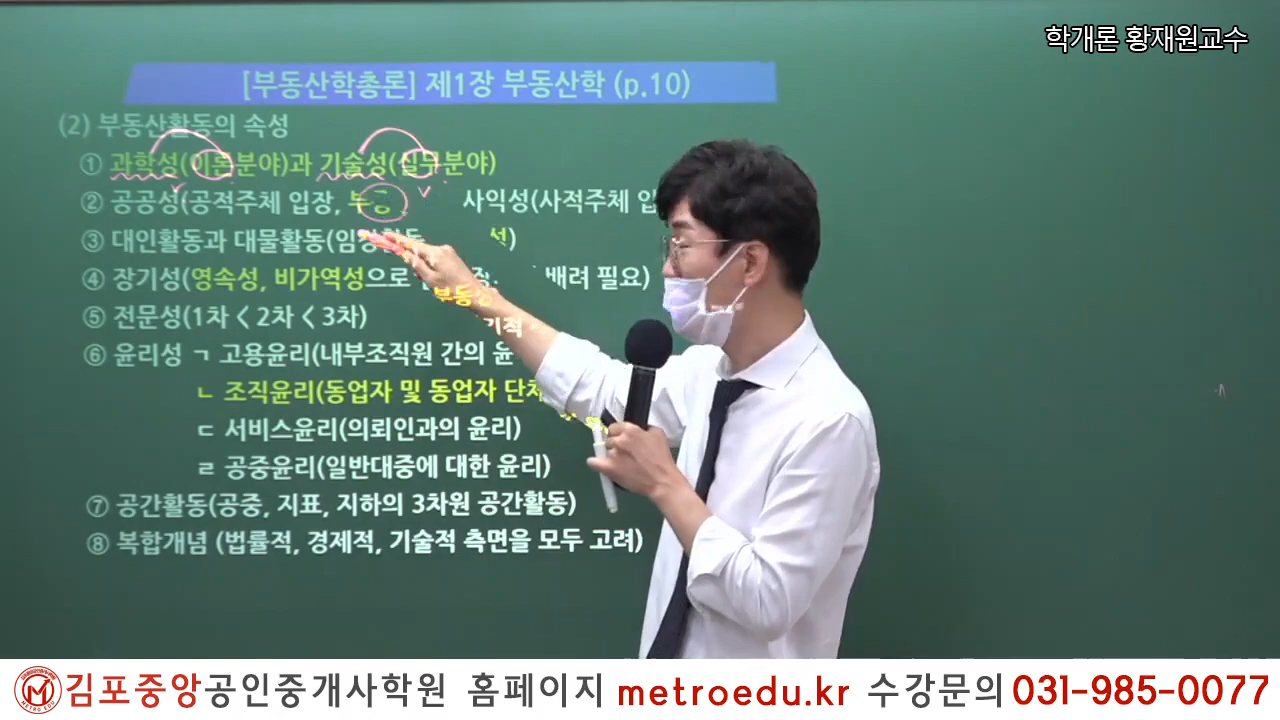 학개론 황재원교수
[부동산학총론] 제1장 부동산학 (p.10)
(2) 부동산활동의 속성
① 과학성(이론분야)과 기술성(실무분야)
② 공공성(공적주체 입장, 사익성(사적주체 입
③ 대인활동과 대물활동(임장활동
④ 장기성(영속성, 비가역성으로 배려 필요)
⑤ 전문성(1차 < 2차 < 3차)
⑥ 윤리성 ㄱ 고용윤리(내부조직원 간의
ㄴ 조직윤리(동업자 및 동업자 단체
ㄷ 서비스윤리(의뢰인과의 윤리)
ㄹ 공중윤리(일반대중에 대한 윤리)
⑦ 공간활동(공중, 지표, 지하의 3차원 공간활동)
⑧ 복합개념 (법률적, 경제적, 기술적 측면을 모두 고려)
김포중앙공인중개사학원 홈페이지 metroedu.kr 수강문의 031-985-0077